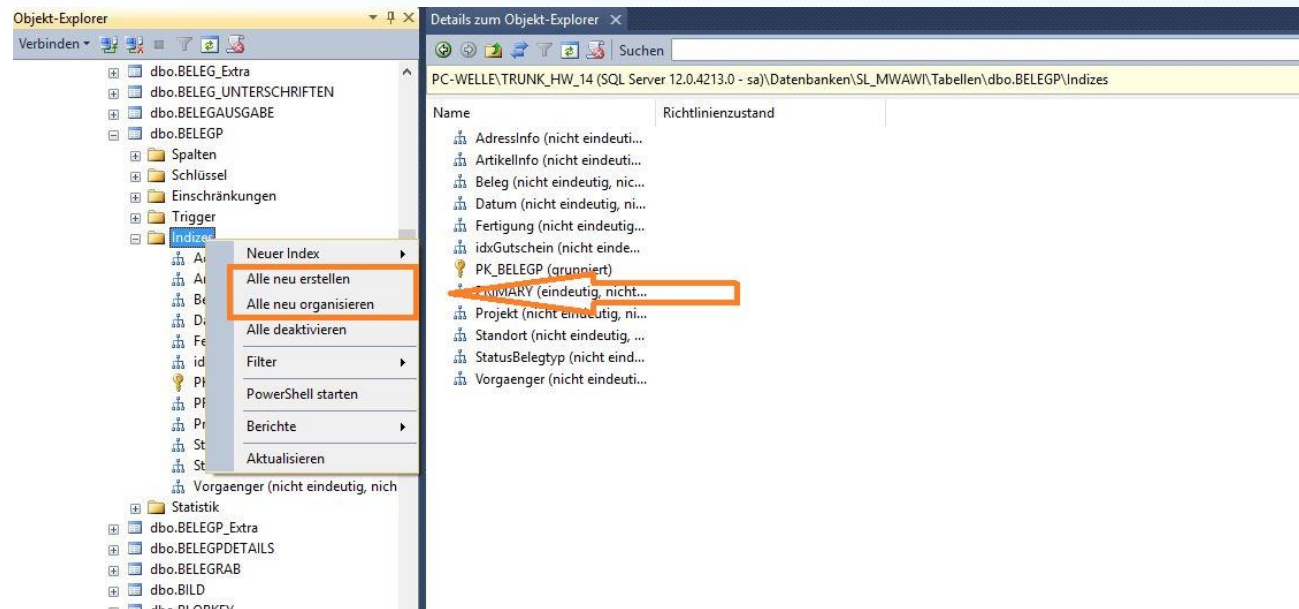 Objekt-Explorer
Verbinden
dbo.BELEG_Extra
dbo.BELEG_UNTERSCHRIFTEN
dbo.BELEGAUSGABE
dbo.BELEGP
Spalten
Schlüssel
Einschränkungen
Trigger
Indizes
Neuer Index
Alle neu erstellen
Alle neu organisieren
Alle deaktivieren
Filter
PowerShell starten
Berichte
Aktualisieren
Vorgaenger (nicht eindeutig, nich
Statistik
dbo.BELEGP_Extra
dbo.BELEGPDETAILS
dbo.BELEGRAB
dbo.BILD
Details zum Objekt-Explorer
Suchen
PC-WELLE\TRUNK_HW_14 (SQL Server 12.0.4213.0 - sa)\Datenbanken\SL_MWAWI\Tabellen\dbo.BELEGP\Indizes
Name Richtlinienzustand
AdressInfo (nicht eindeuti...
ArtikelInfo (nicht eindeuti...
Beleg (nicht eindeutig, nic...
Datum (nicht eindeutig, ni...
Fertigung (nicht eindeutig...
idxGutschein (nicht einde...
PK_BELEGP (gruppiert)
PRIMARY (eindeutig, nicht...
Projekt (nicht eindeutig, ni...
Standort (nicht eindeutig, ...
StatusBelegtyp (nicht eind...
Vorgaenger (nicht eindeuti...